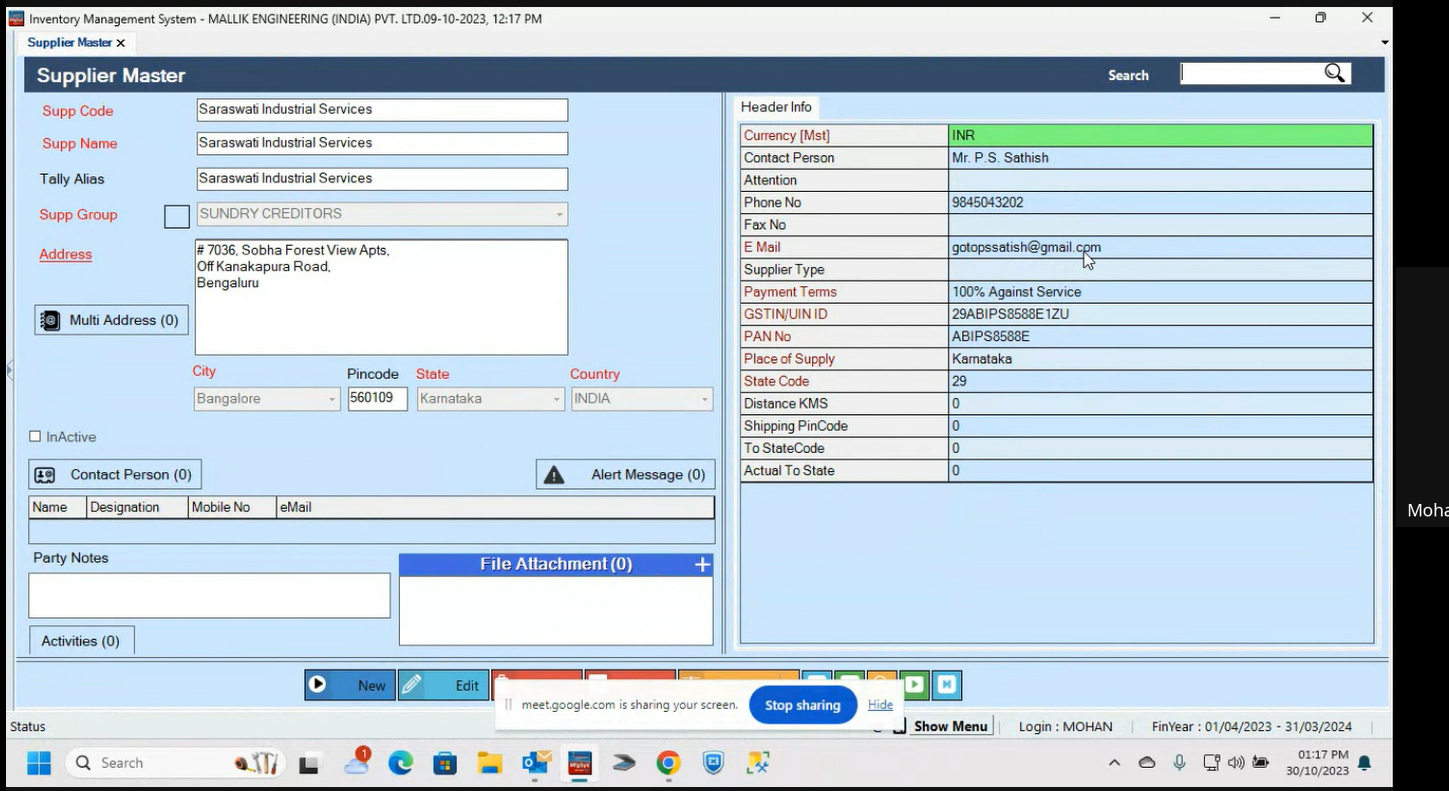 Inventory Management System - MALLIK ENGINEERING (INDIA) PVT. LTD.09-10-2023, 12:17 PM
Supplier Master
Supplier Master
Search
Supp Code Saraswati Industrial Services
Supp Name Saraswati Industrial Services
Tally Alias Saraswati Industrial Services
Supp Group SUNDRY CREDITORS
Address # 7036, Sobha Forest View Apts,
Off Kanakapura Road,
Bengaluru
Multi Address (0)
City Pincode State Country
Bangalore 560109 Karnataka INDIA
InActive
Contact Person (0) Alert Message (0)
Name Designation Mobile No eMail
Party Notes
File Attachment (0) +
Activities (0)
Header Info
Currency [Mst] INR
Contact Person Mr. P.S. Sathish
Attention
Phone No 9845043202
Fax No
E Mail gotopssatish@gmail.com
Supplier Type
Payment Terms 100% Against Service
GSTIN/UIN ID 29ABIPS8588E1ZU
PAN No ABIPS8588E
Place of Supply Karnataka
State Code 29
Distance KMS 0
Shipping PinCode 0
To StateCode 0
Actual To State 0
New Edit
meet.google.com is sharing your screen. Stop sharing Hide
Status Show Menu Login : MOHAN FinYear : 01/04/2023 - 31/03/2024
Search
1
01:17 PM
30/10/2023
Moha